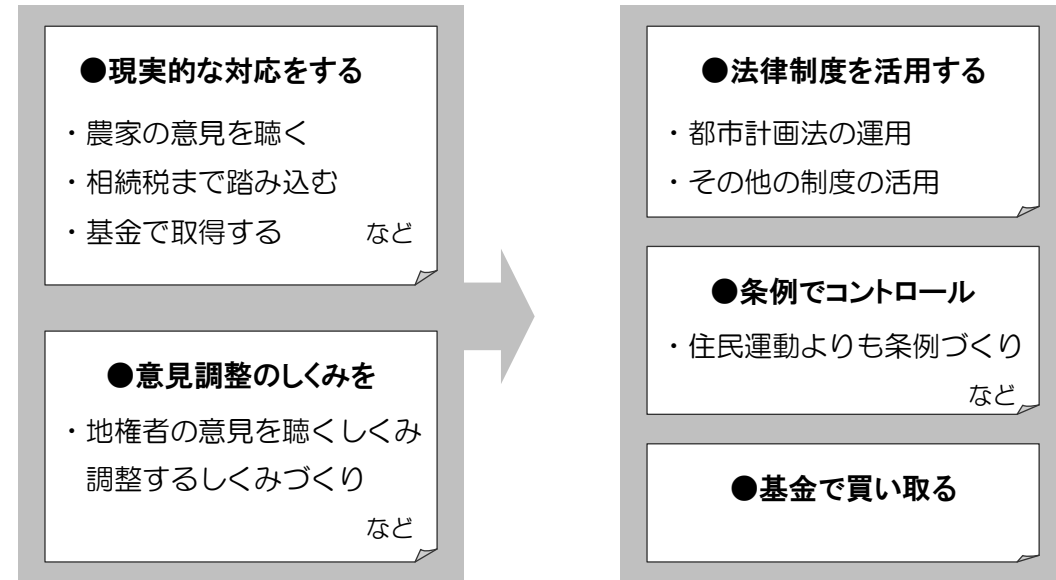 ●現実的な対応をする
・農家の意見を聴く
・相続税まで踏み込む
・基金で取得する など
●意見調整のしくみを
・地権者の意見を聴くしくみ
調整するしくみづくり
など
●法律制度を活用する
・都市計画法の運用
・その他の制度の活用
●条例でコントロール
・住民運動よりも条例づくり
など
●基金で買い取る